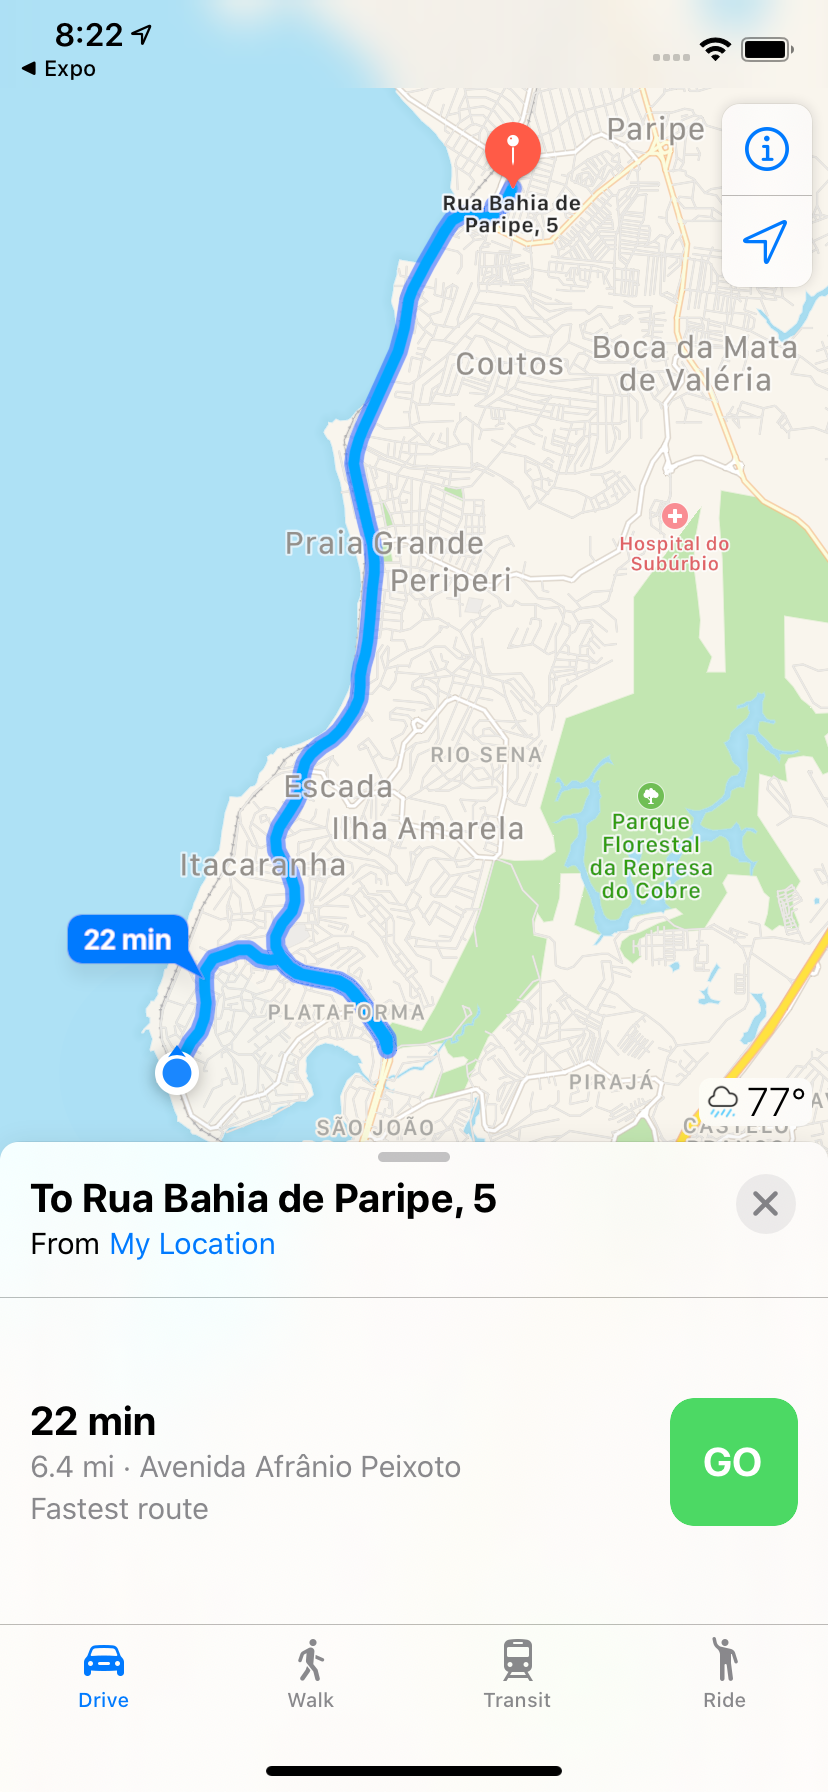 8:22
◀ Expo
Paripe
Rua Bahia de
Paripe, 5
Boca da Mata
de Valéria
Coutos
Hospital do
Subúrbio
Praia Grande
Periperi
RIO SENA
Escada
Ilha Amarela
Parque
Florestal
da Represa
do Cobre
Itacaranha
22 min
PLATAFORMA
PIRAJÁ
77°
SÃO JOÃO
CASTELO
To Rua Bahia de Paripe, 5
From My Location
22 min
6.4 mi · Avenida Afrânio Peixoto
Fastest route
GO
Drive
Walk
Transit
Ride